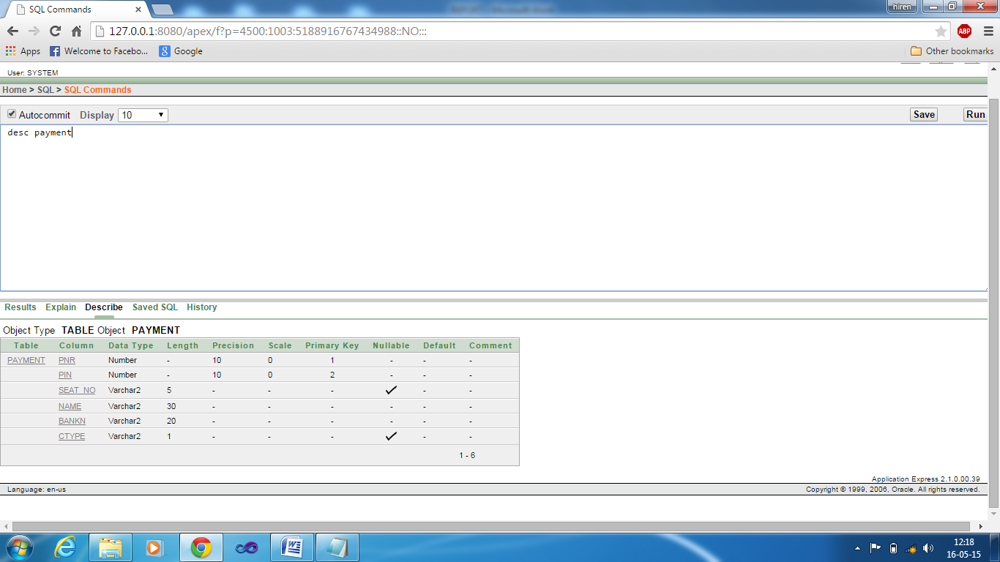 SQL Commands
hiren
127.0.0.1:8080/apex/f?p=4500:1003:5188916767434988::NO:::
ABP
Apps Welcome to Facebo... Google Other bookmarks
User: SYSTEM
Home > SQL > SQL Commands
Autocommit Display 10 Save Run
desc payment
Results Explain Describe Saved SQL History
Object Type TABLE Object PAYMENT
Table Column Data Type Length Precision Scale Primary Key Nullable Default Comment
PAYMENT PNR Number - 10 0 1 - - -
PIN Number - 10 0 2 - - -
SEAT_NO Varchar2 5 - - - ✓ - -
NAME Varchar2 30 - - - - - -
BANKN Varchar2 20 - - - - - -
CTYPE Varchar2 1 - - - ✓ - -
1 - 6
Application Express 2.1.0.00.39
Language: en-us Copyright © 1999, 2006, Oracle. All rights reserved.
12:18
16-05-15